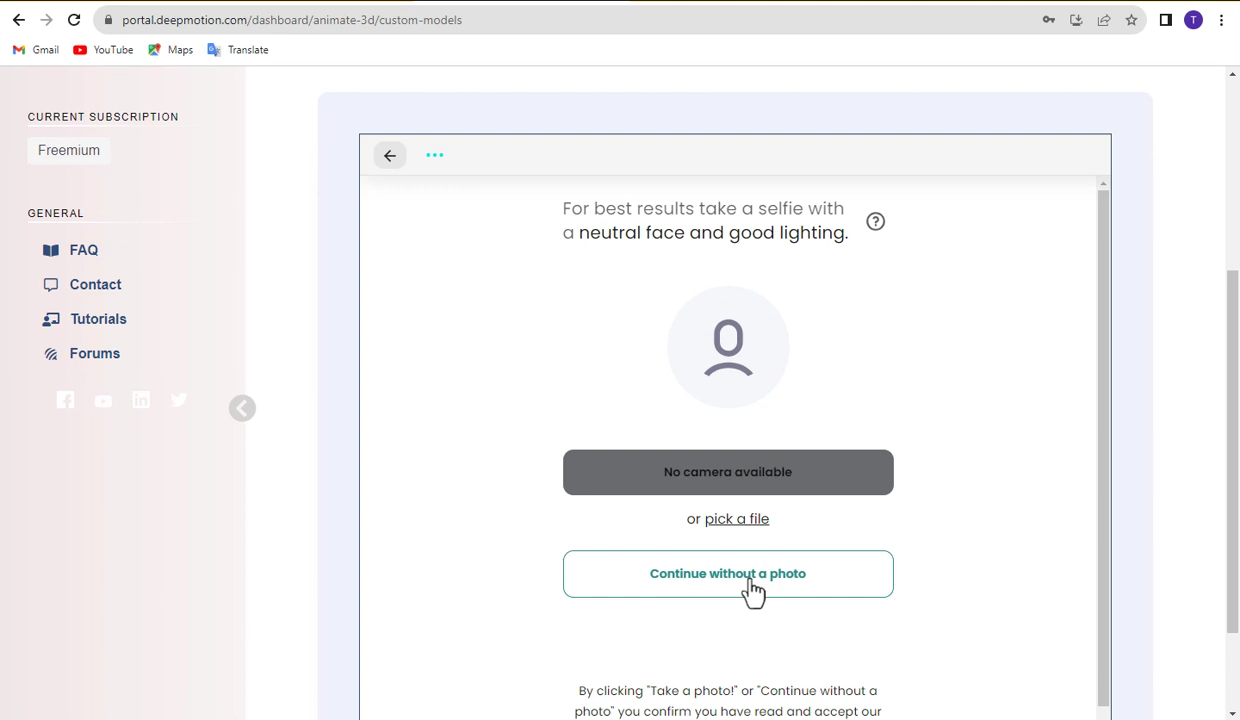 portal.deepmotion.com/dashboard/animate-3d/custom-models
T
Gmail YouTube Maps Translate
CURRENT SUBSCRIPTION
Freemium
GENERAL
FAQ
Contact
Tutorials
Forums
For best results take a selfie with
a neutral face and good lighting.
?
No camera available
or pick a file
Continue without a photo
By clicking "Take a photo!" or "Continue without a
photo" you confirm you have read and accept our